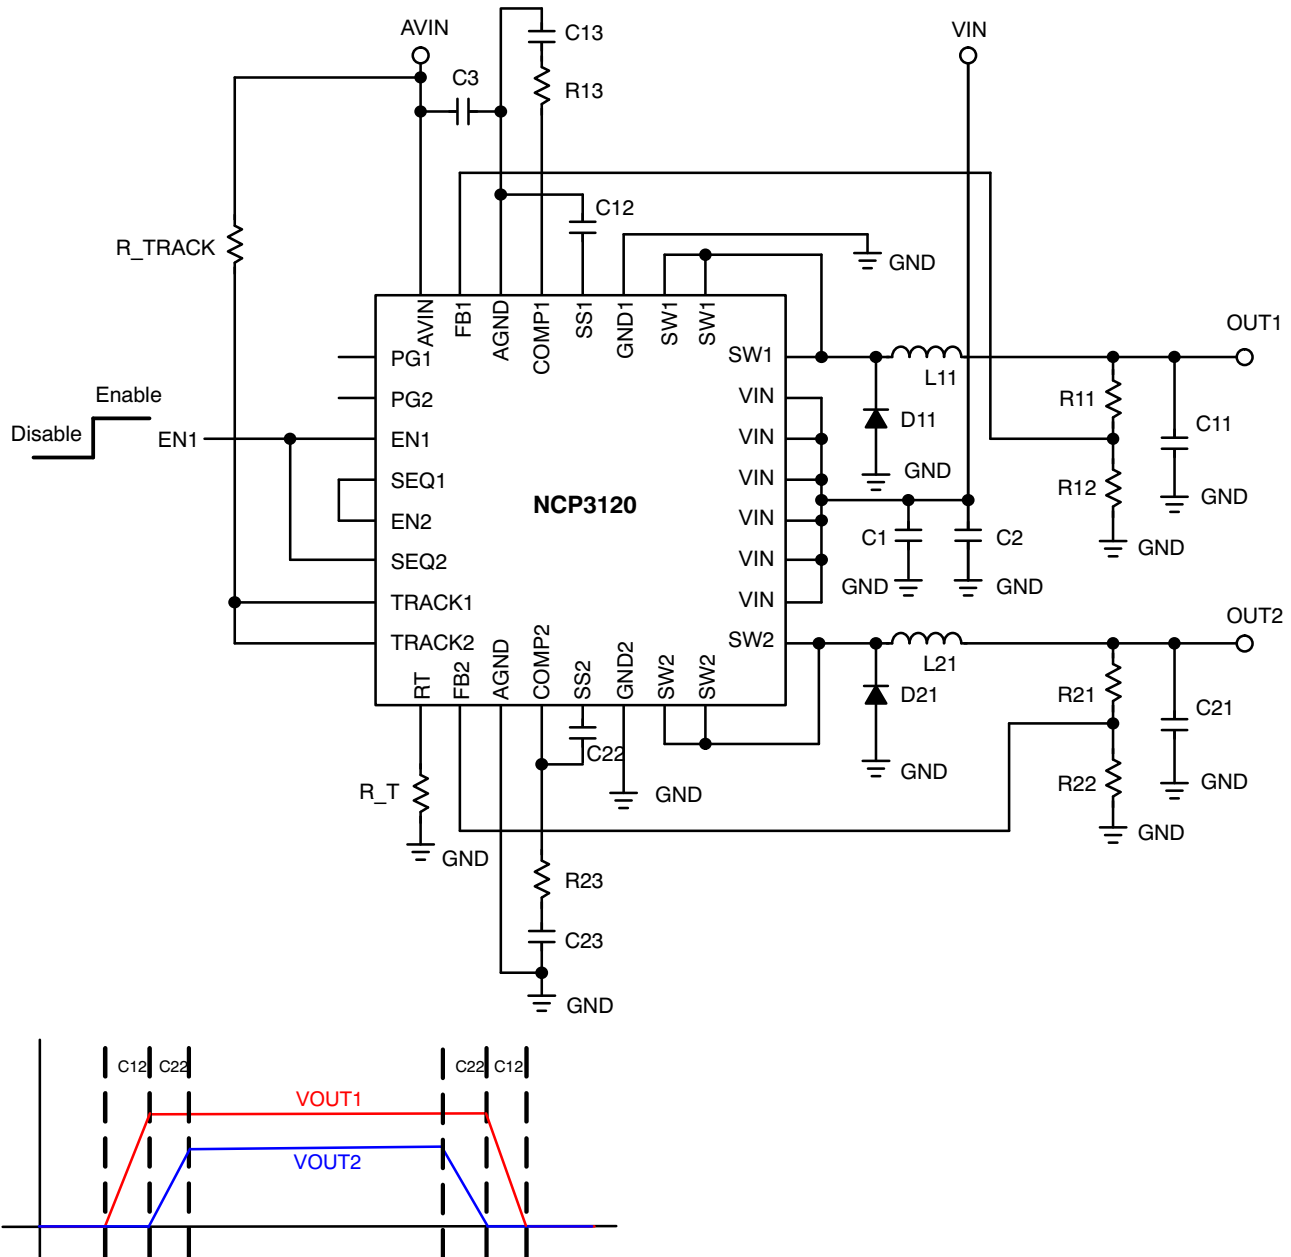 AVIN
C3
C13
R13
VIN
R_TRACK
C12
GND
AVIN
FB1
AGND
COMP1
SS1
GND1
SW1
SW1
PG1
PG2
EN1
SEQ1
EN2
SEQ2
TRACK1
TRACK2
Enable
Disable
EN1
NCP3120
SW1
VIN
VIN
VIN
VIN
VIN
VIN
SW2
L11
D11
GND
C1
GND
C2
GND
OUT1
R11
R12
GND
C11
GND
RT
FB2
AGND
COMP2
SS2
GND2
SW2
SW2
L21
D21
GND
OUT2
R21
R22
GND
C21
GND
C22
GND
R_T
GND
R23
C23
GND
C12
C22
C22
C12
VOUT1
VOUT2